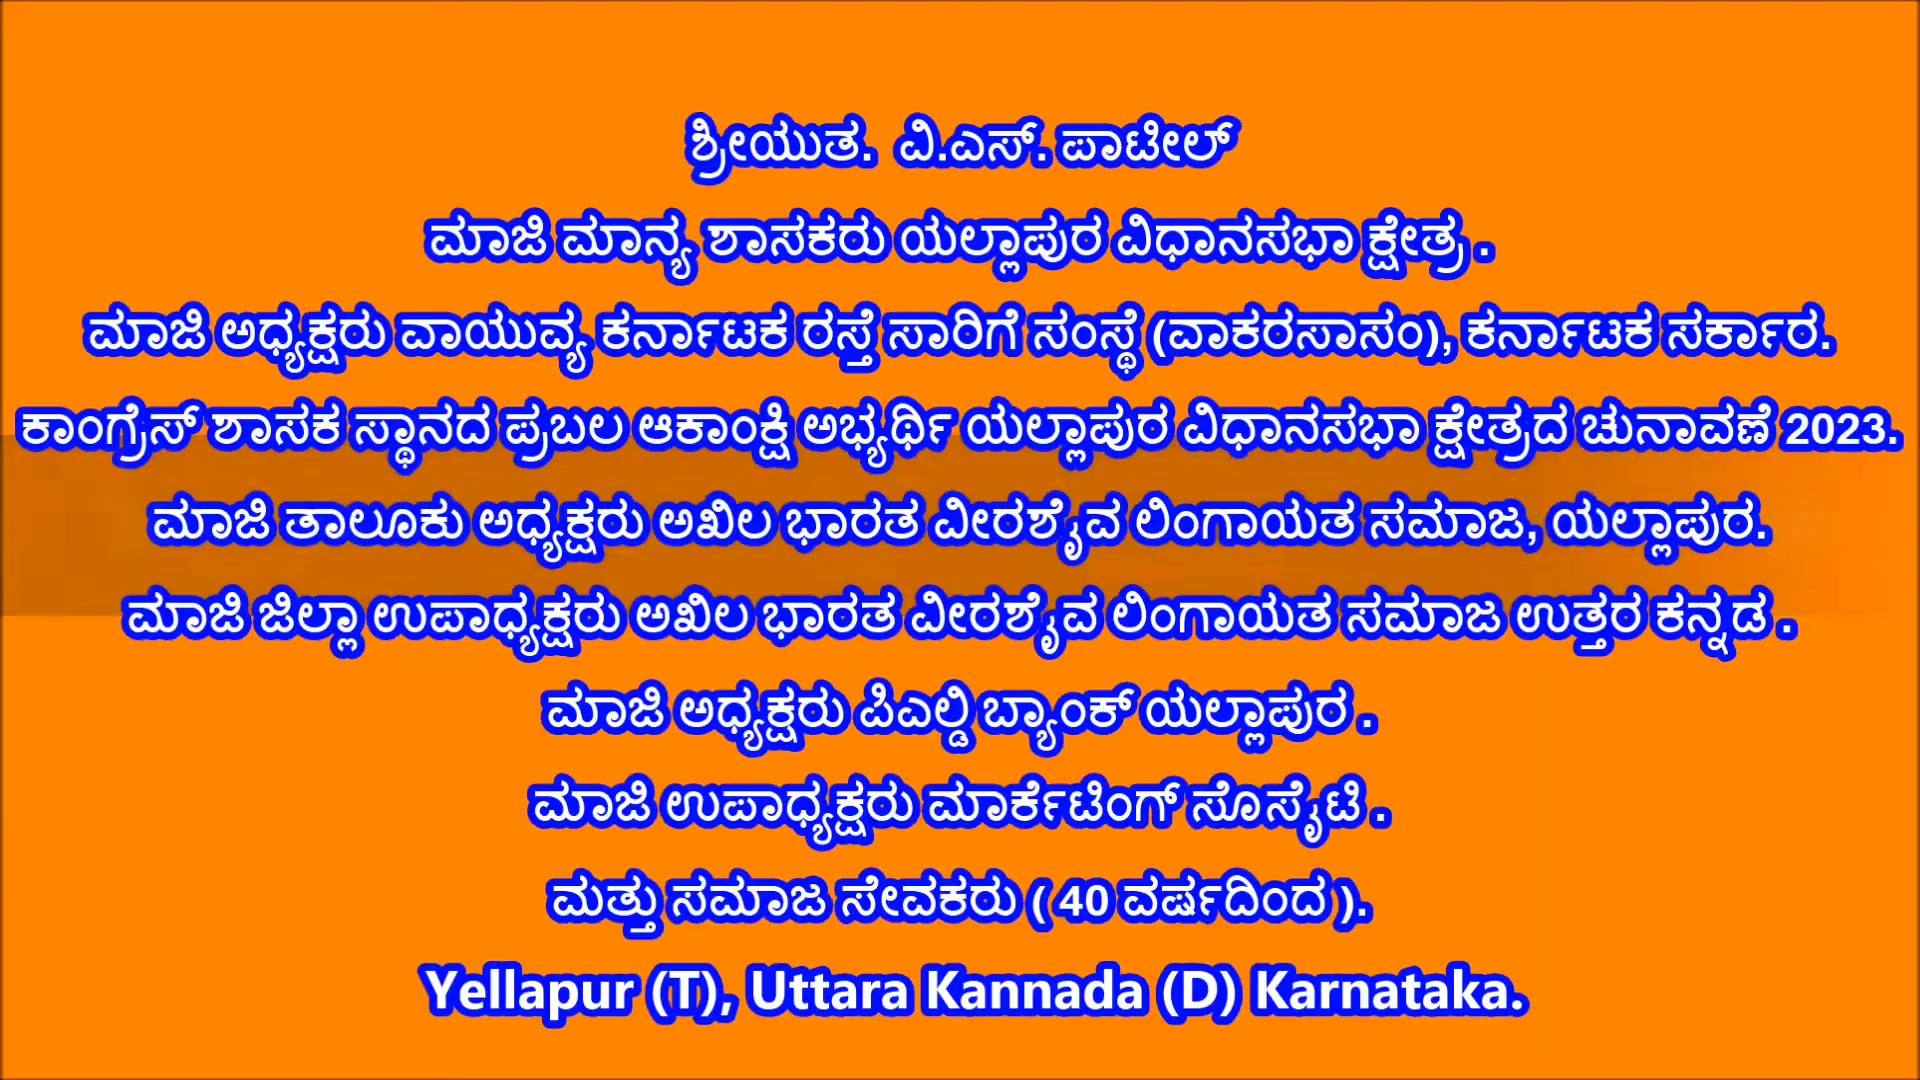 ಶ್ರೀಯುತ. ವಿ.ಎಸ್. ಪಾಟೀಲ್
ಮಾಜಿ ಮಾನ್ಯ ಶಾಸಕರು ಯಲ್ಲಾಪುರ ವಿಧಾನಸಭಾ ಕ್ಷೇತ್ರ .
ಮಾಜಿ ಅಧ್ಯಕ್ಷರು ವಾಯುವ್ಯ ಕರ್ನಾಟಕ ರಸ್ತೆ ಸಾರಿಗೆ ಸಂಸ್ಥೆ (ವಾಕರಸಾಸಂ), ಕರ್ನಾಟಕ ಸರ್ಕಾರ.
ಕಾಂಗ್ರೆಸ್ ಶಾಸಕ ಸ್ಥಾನದ ಪ್ರಬಲ ಆಕಾಂಕ್ಷಿ ಅಭ್ಯರ್ಥಿ ಯಲ್ಲಾಪುರ ವಿಧಾನಸಭಾ ಕ್ಷೇತ್ರದ ಚುನಾವಣೆ 2023.
ಮಾಜಿ ತಾಲೂಕು ಅಧ್ಯಕ್ಷರು ಅಖಿಲ ಭಾರತ ವೀರಶೈವ ಲಿಂಗಾಯತ ಸಮಾಜ, ಯಲ್ಲಾಪುರ.
ಮಾಜಿ ಜಿಲ್ಲಾ ಉಪಾಧ್ಯಕ್ಷರು ಅಖಿಲ ಭಾರತ ವೀರಶೈವ ಲಿಂಗಾಯತ ಸಮಾಜ ಉತ್ತರ ಕನ್ನಡ .
ಮಾಜಿ ಅಧ್ಯಕ್ಷರು ಪಿಎಲ್ಡಿ ಬ್ಯಾಂಕ್ ಯಲ್ಲಾಪುರ .
ಮಾಜಿ ಉಪಾಧ್ಯಕ್ಷರು ಮಾರ್ಕೆಟಿಂಗ್ ಸೊಸೈಟಿ .
ಮತ್ತು ಸಮಾಜ ಸೇವಕರು ( 40 ವರ್ಷದಿಂದ ).
Yellapur (T), Uttara Kannada (D) Karnataka.